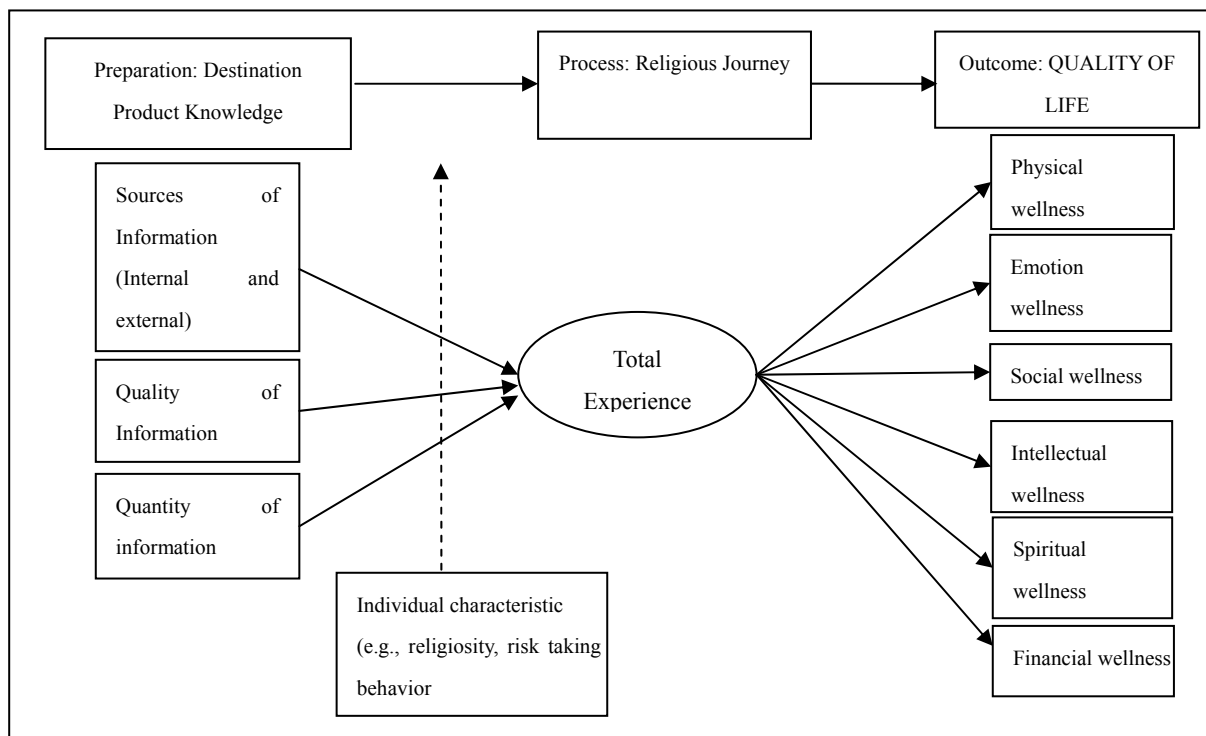 Preparation: Destination
Product Knowledge
Process: Religious Journey
Outcome: QUALITY OF
LIFE
Sources of
Information
(Internal and
external)
Quality of
Information
Quantity of
information
Individual characteristic
(e.g., religiosity, risk taking
behavior
Total
Experience
Physical
wellness
Emotion
wellness
Social wellness
Intellectual
wellness
Spiritual
wellness
Financial wellness